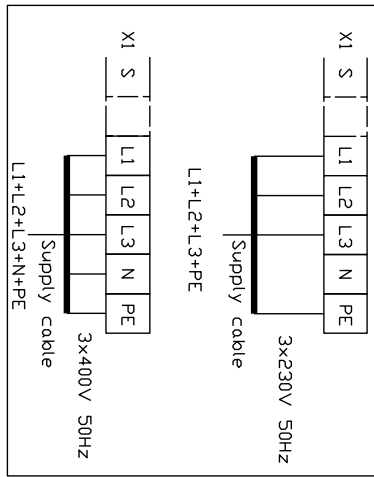 X1 S L1 L2 L3 N PE
Supply cable
3x230V 50Hz
L1+L2+L3+PE
X1 S L1 L2 L3 N PE
Supply cable
3x400V 50Hz
L1+L2+L3+N+PE